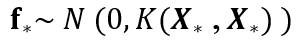 𝐟∗~ 𝑁 (0, 𝐾(𝑿∗ , 𝑿∗) )